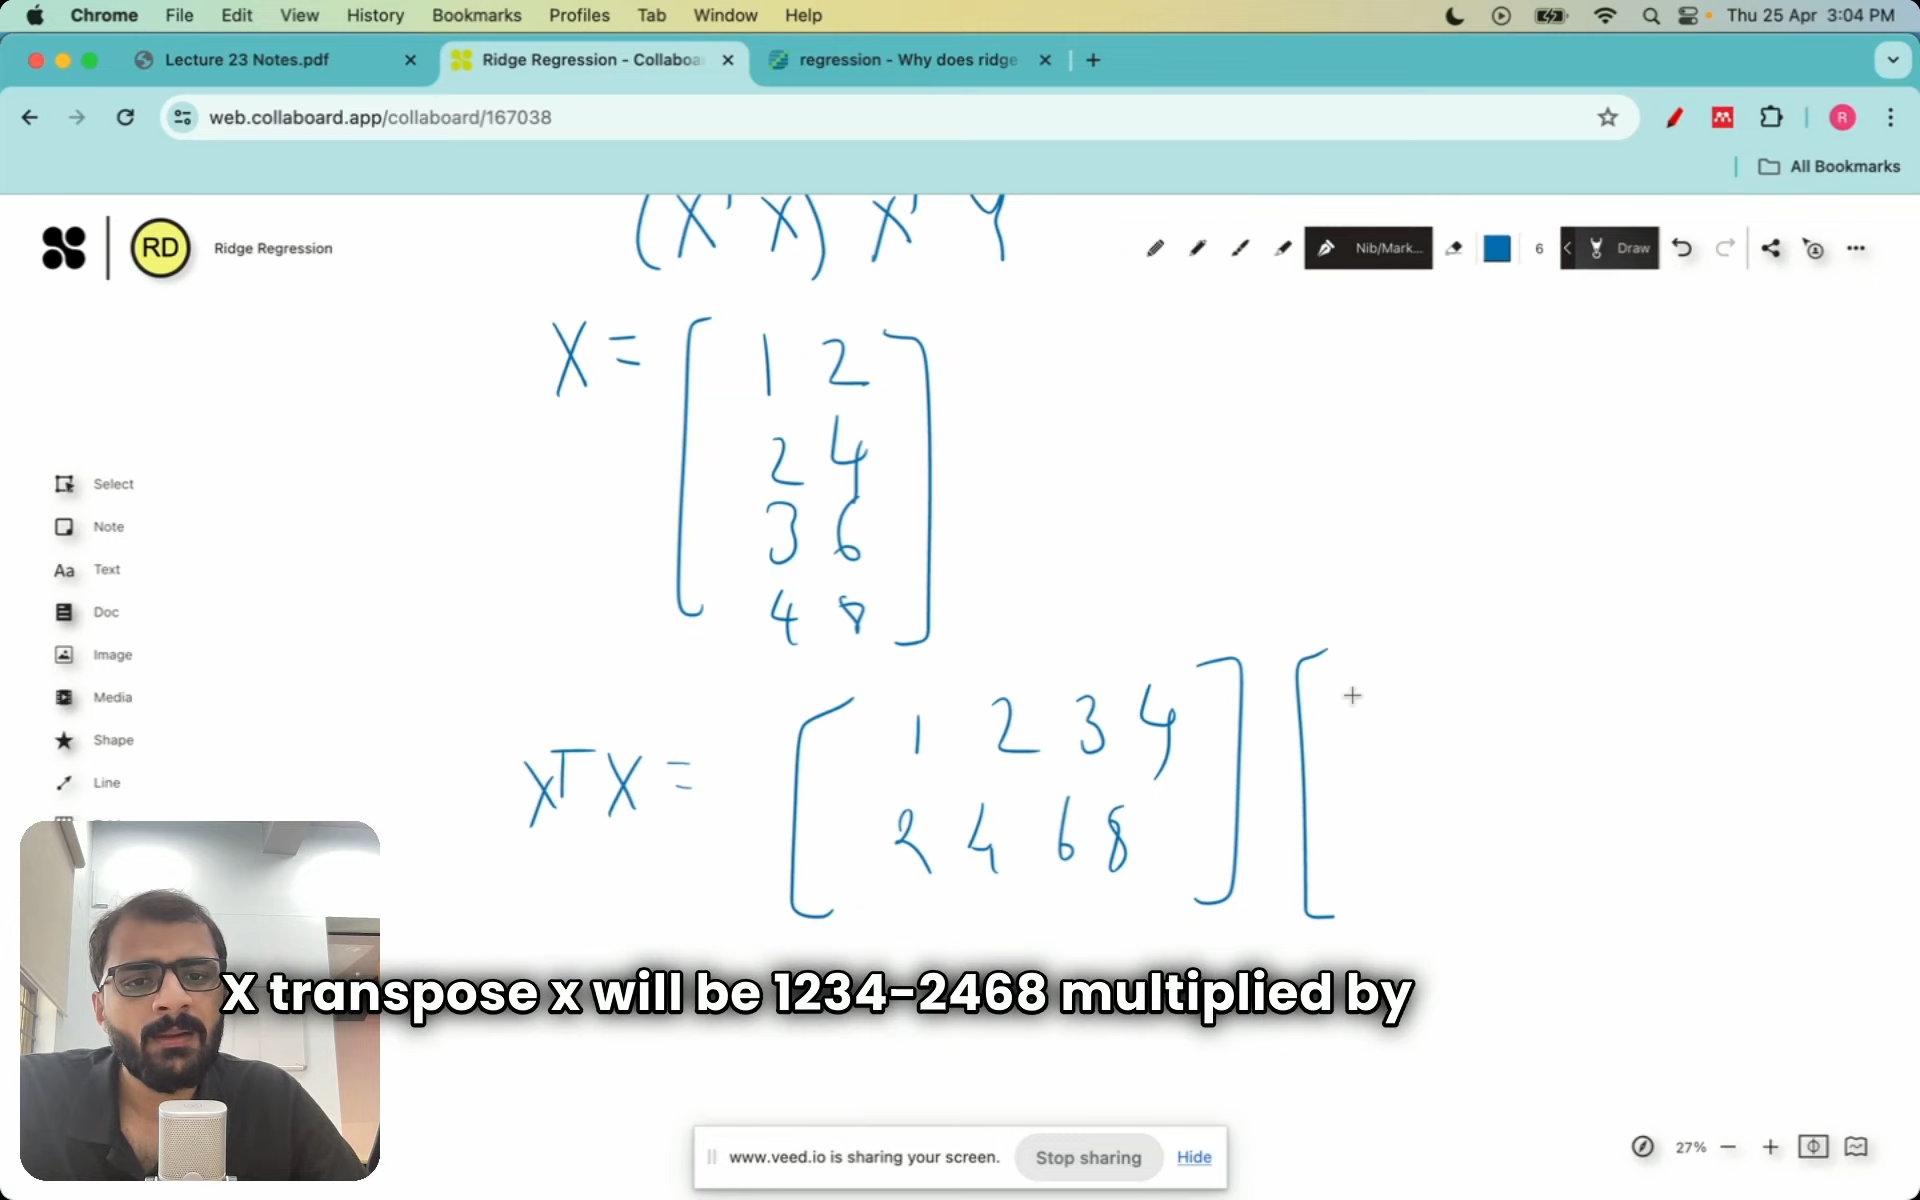 Chrome File Edit View History Bookmarks Profiles Tab Window Help Thu 25 Apr 3:04 PM
Lecture 23 Notes.pdf Ridge Regression - Collaboa regression - Why does ridge
web.collaboard.app/collaboard/167038 R
All Bookmarks
(X' X) X' Y
RD Ridge Regression Nib/Mark... 6 Draw
X = [ 1 2
2 4
3 6
4 8 ]
Select
Note
Aa Text
Doc
Image
Media
Shape
Line
XT X = [ 1 2 3 4
2 4 6 8 ] [
X transpose x will be 1234-2468 multiplied by
www.veed.io is sharing your screen. Stop sharing Hide
27%